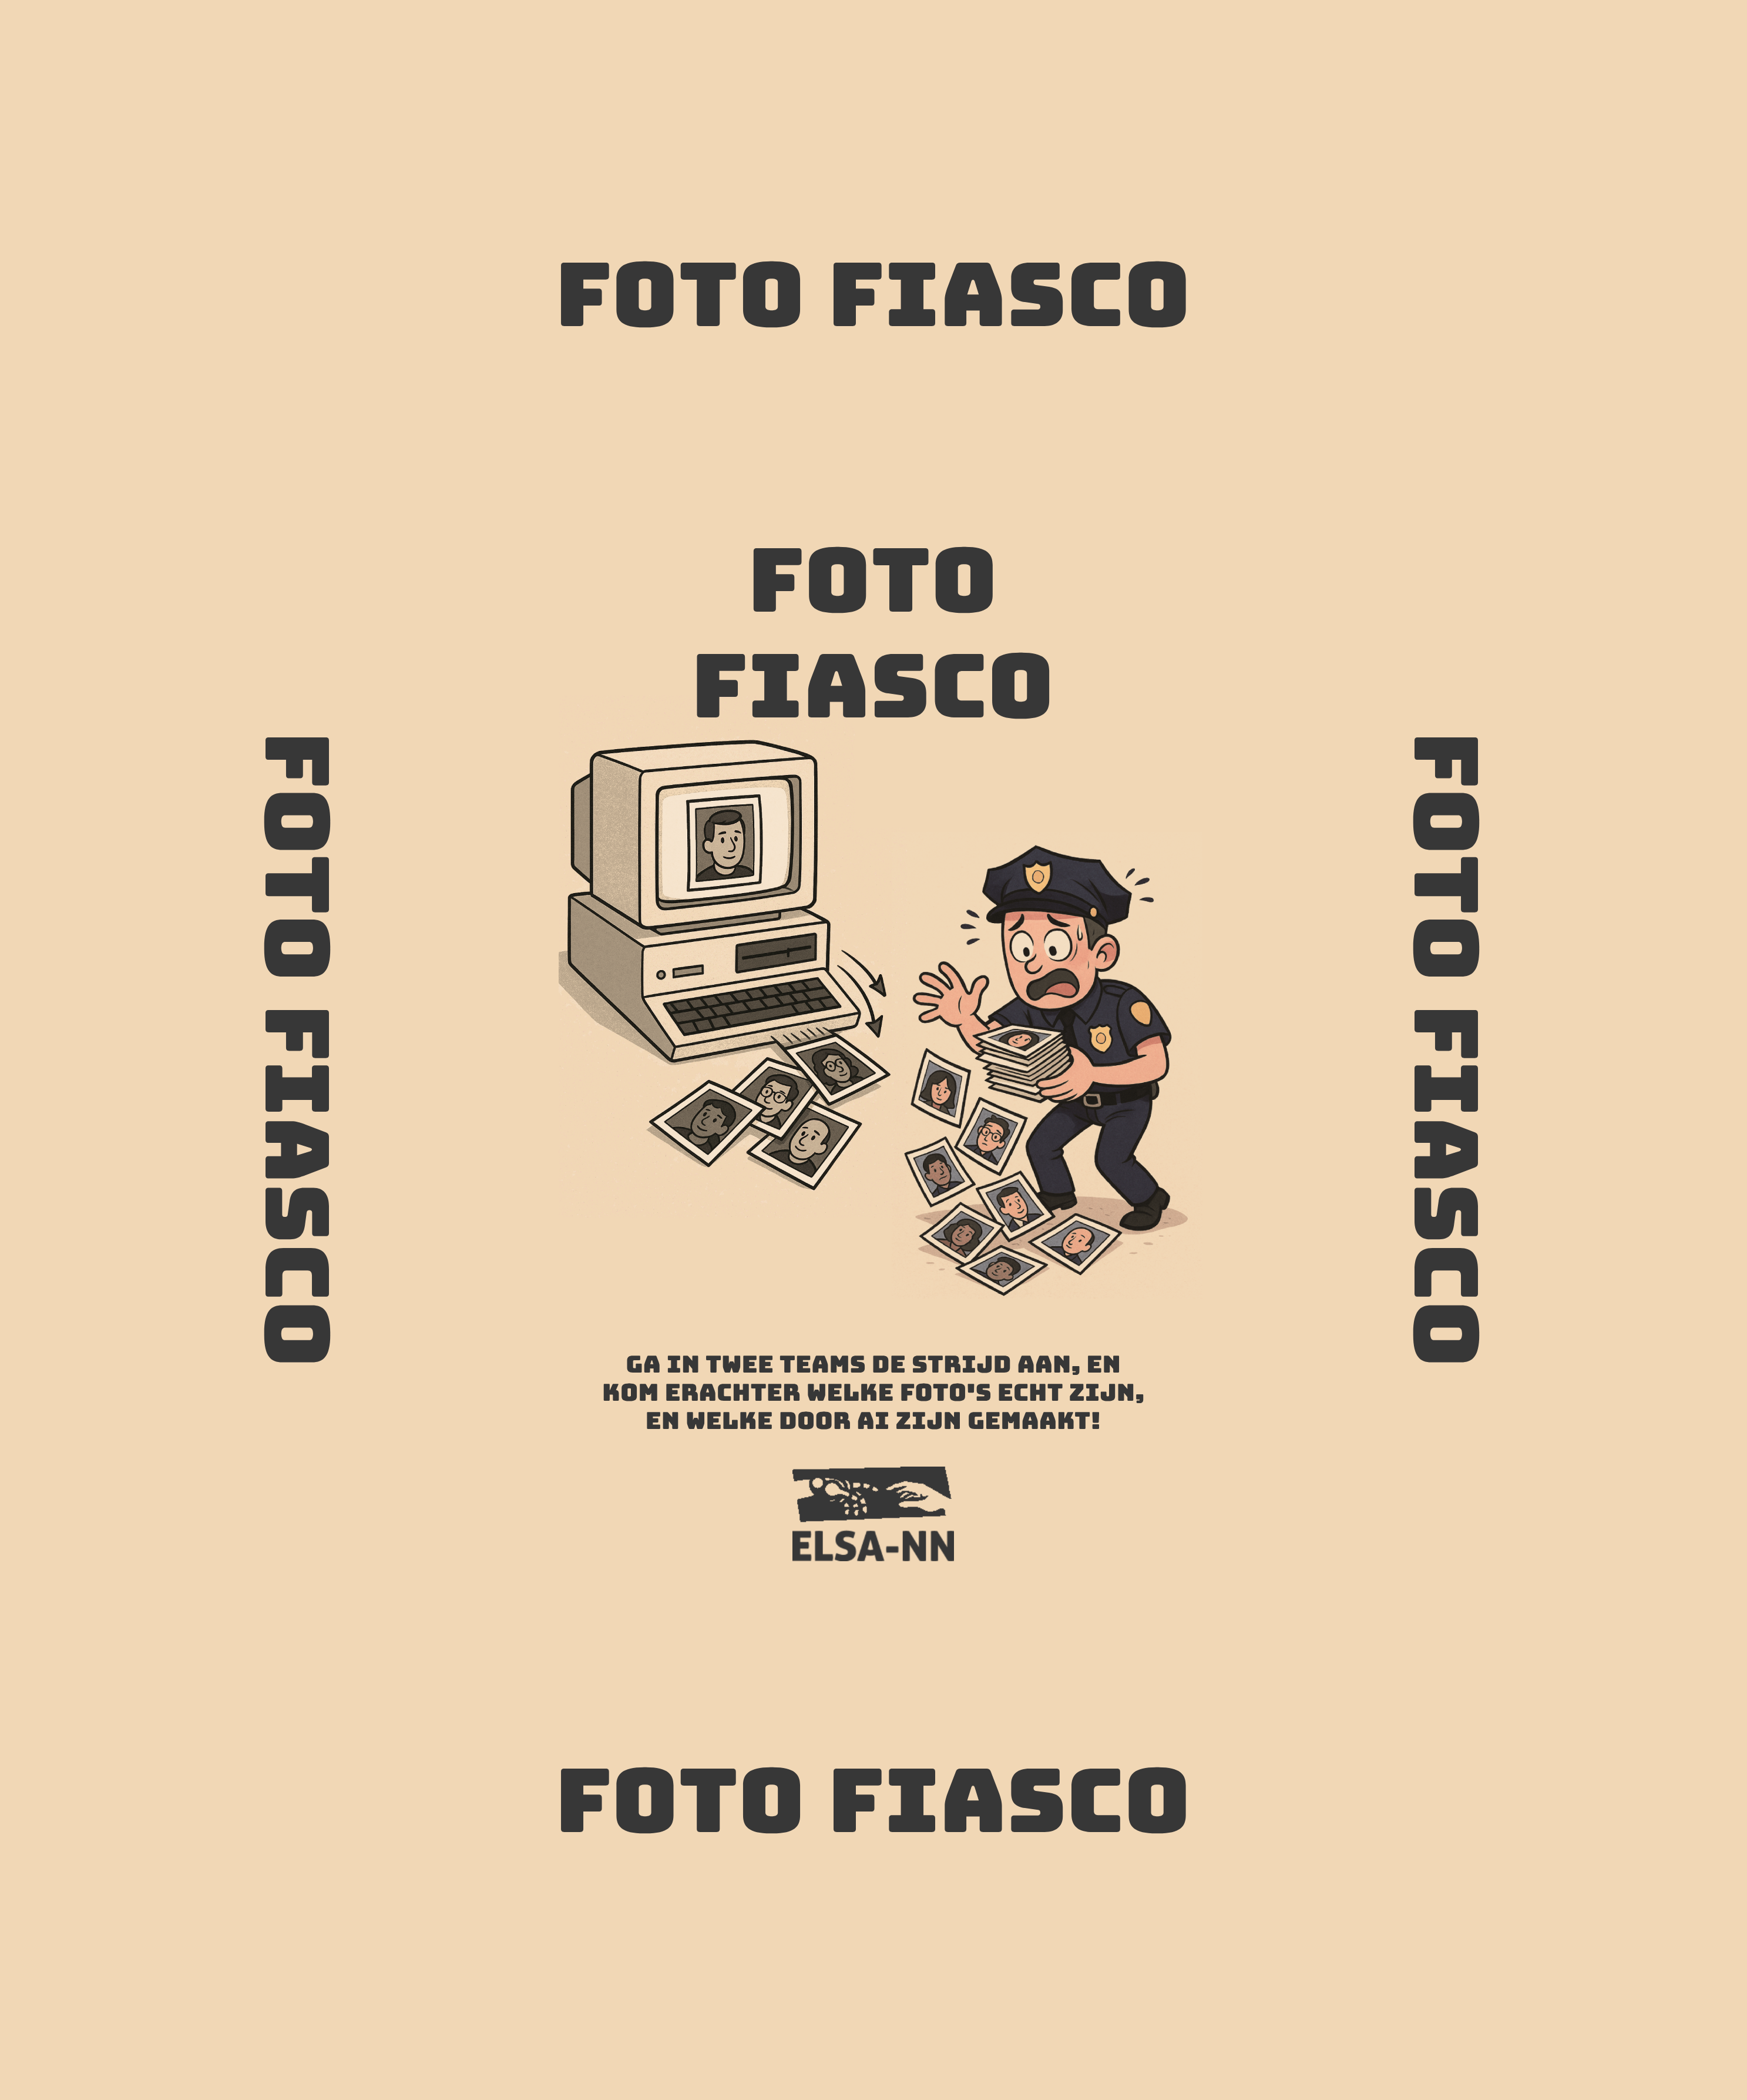 FOTO FIASCO
FOTO
FIASCO
FOTO FIASCO
FOTO FIASCO
GA IN TWEE TEAMS DE STRIJD AAN, EN
KOM ERACHTER WELKE FOTO'S ECHT ZIJN,
EN WELKE DOOR AI ZIJN GEMAAKT!
ELSA-NN
FOTO FIASCO